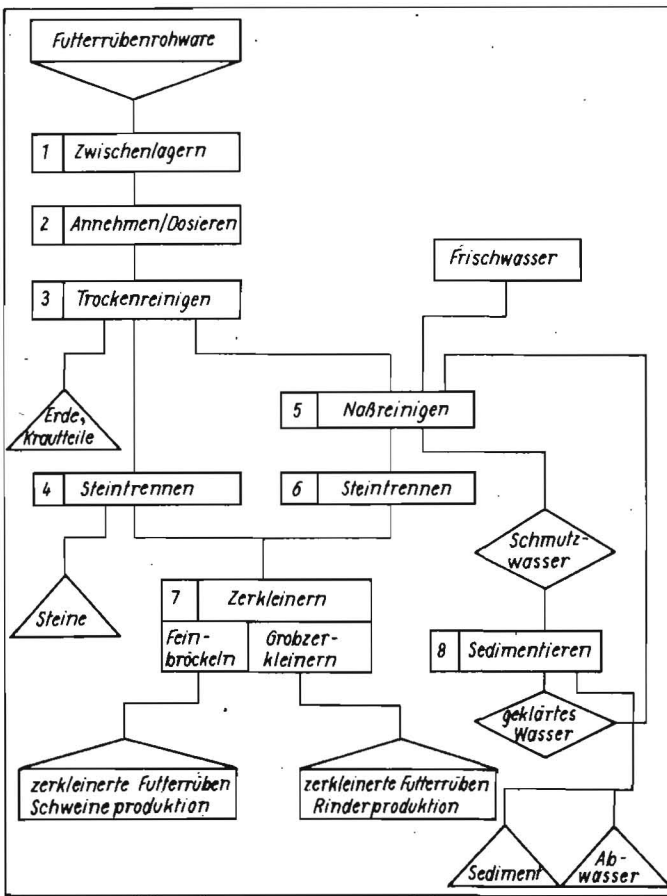 Futterrübenrohware
1 Zwischenlagern
2 Annehmen/Dosieren
Frischwasser
3 Trockenreinigen
5 Naßreinigen
Erde,
Krautteile
4 Steintrennen
6 Steintrennen
Schmutz-
wasser
Steine
7 Zerkleinern
Fein-
bröckeln
Grobzer-
kleinern
8 Sedimentieren
geklärtes
Wasser
zerkleinerte Futterrüben
Schweineproduktion
zerkleinerte Futterrüben
Rinderproduktion
Sediment
Ab-
wasser